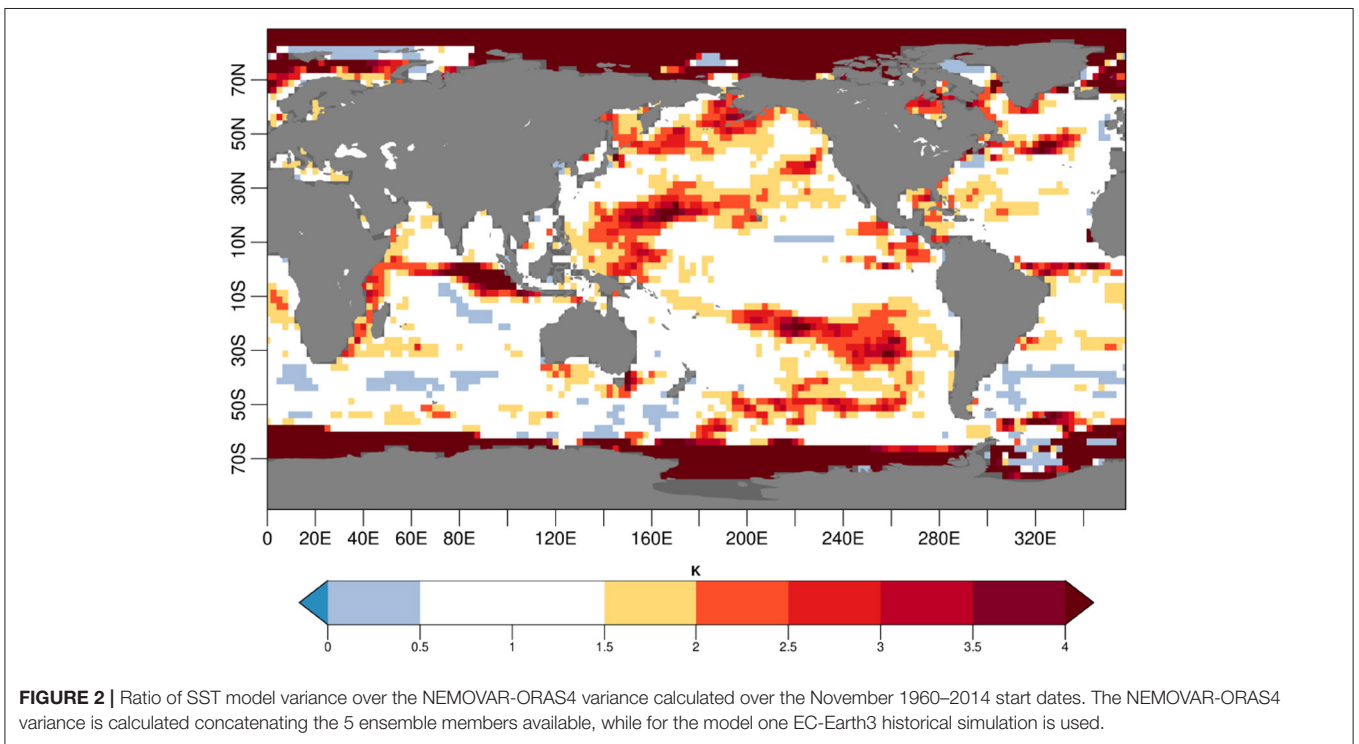 70N
50N
30N
10N
10S
30S
50S
70S
0 20E 40E 60E 80E 120E 160E 200E 240E 280E 320E
K
0 0.5 1 1.5 2 2.5 3 3.5 4
FIGURE 2 | Ratio of SST model variance over the NEMOVAR-ORAS4 variance calculated over the November 1960–2014 start dates. The NEMOVAR-ORAS4
variance is calculated concatenating the 5 ensemble members available, while for the model one EC-Earth3 historical simulation is used.